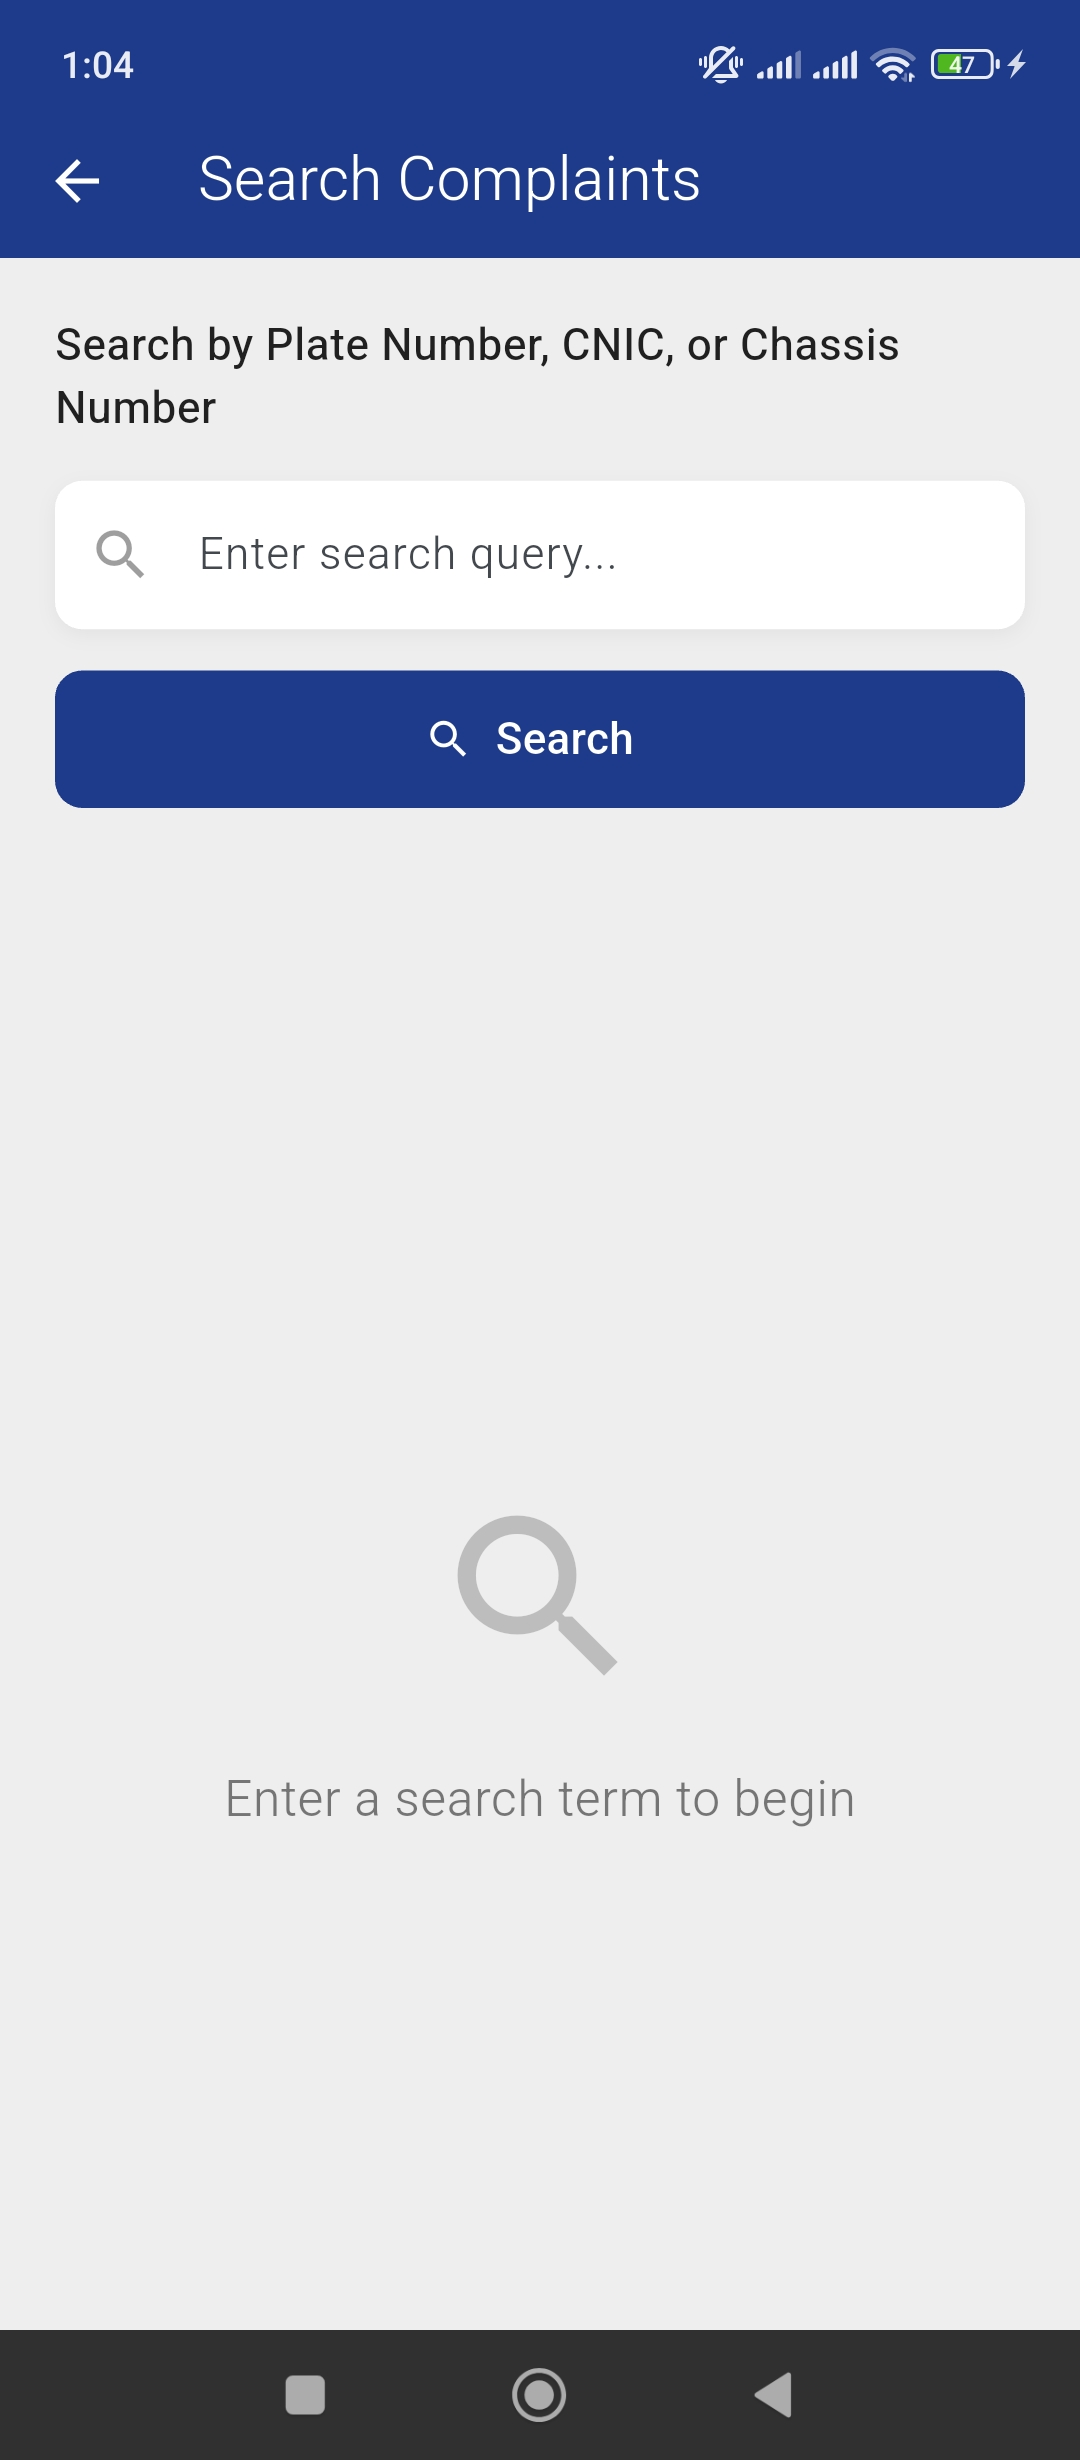 1:04
47
Search Complaints
Search by Plate Number, CNIC, or Chassis
Number
Enter search query...
Search
Enter a search term to begin